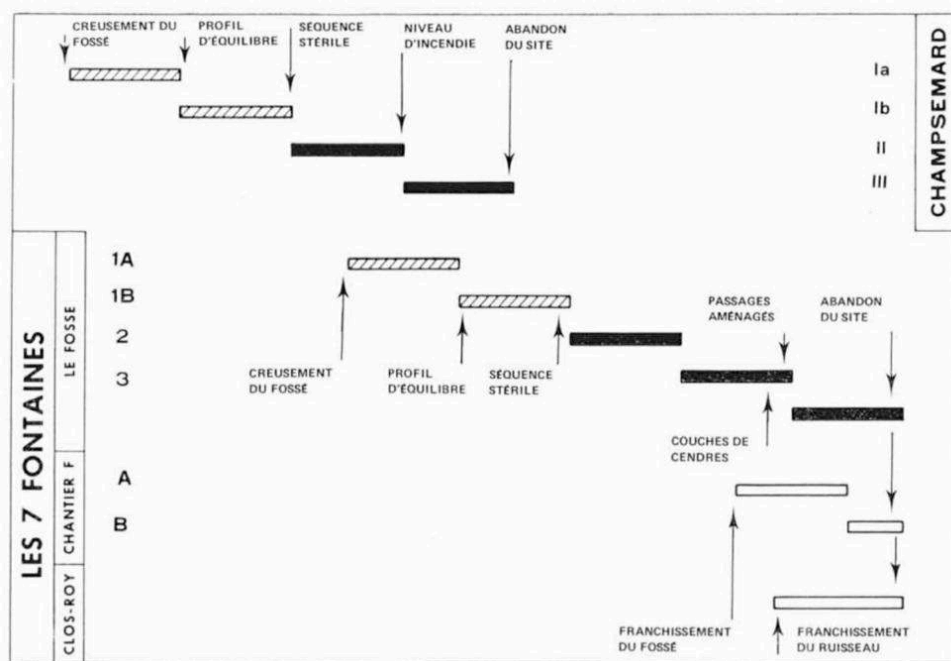 CREUSEMENT DU
FOSSÉ
PROFIL
D'ÉQUILIBRE
SÉQUENCE
STÉRILE
NIVEAU
D'INCENDIE
ABANDON
DU SITE
Ia
Ib
II
III
CHAMPSEMARD
LES 7 FONTAINES
LE FOSSE
1A
1B
2
3
CREUSEMENT
DU FOSSÉ
PROFIL
D'ÉQUILIBRE
SÉQUENCE
STÉRILE
PASSAGES
AMÉNAGÉS
ABANDON
DU SITE
COUCHES DE
CENDRES
CHANTIER F
A
B
CLOS-ROY
FRANCHISSEMENT
DU FOSSÉ
FRANCHISSEMENT
DU RUISSEAU